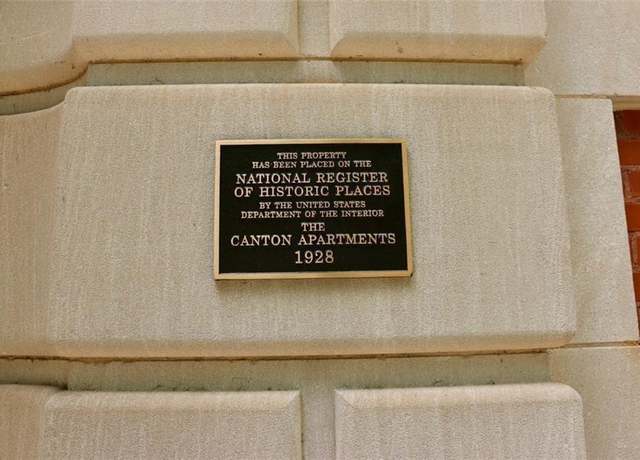 THIS PROPERTY
HAS BEEN PLACED ON THE
NATIONAL REGISTER
OF HISTORIC PLACES
BY THE UNITED STATES
DEPARTMENT OF THE INTERIOR
THE
CANTON APARTMENTS
1928